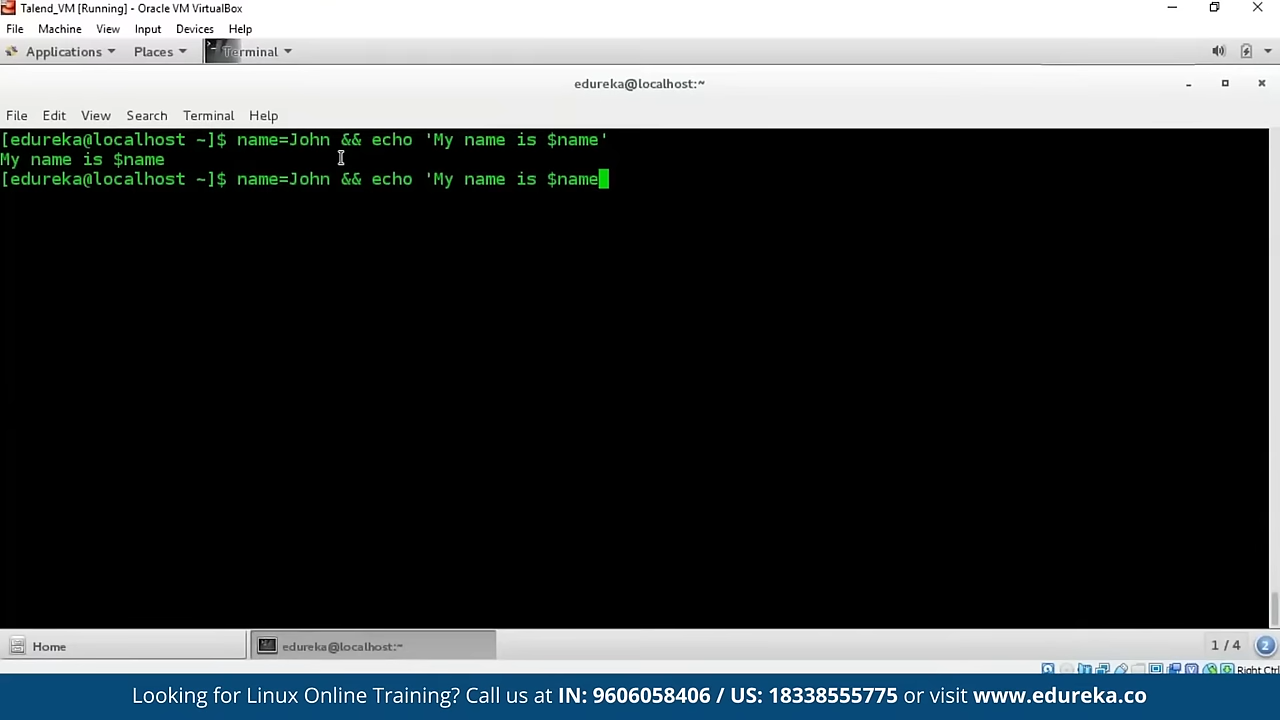 Talend_VM [Running] - Oracle VM VirtualBox
File Machine View Input Devices Help
Applications Places Terminal
edureka@localhost:~
File Edit View Search Terminal Help
[edureka@localhost ~]$ name=John && echo 'My name is $name'
My name is $name
[edureka@localhost ~]$ name=John && echo 'My name is $name
Home edureka@localhost:~ 1 / 4 2
Right Ctrl
Looking for Linux Online Training? Call us at IN: 9606058406 / US: 18338555775 or visit www.edureka.co